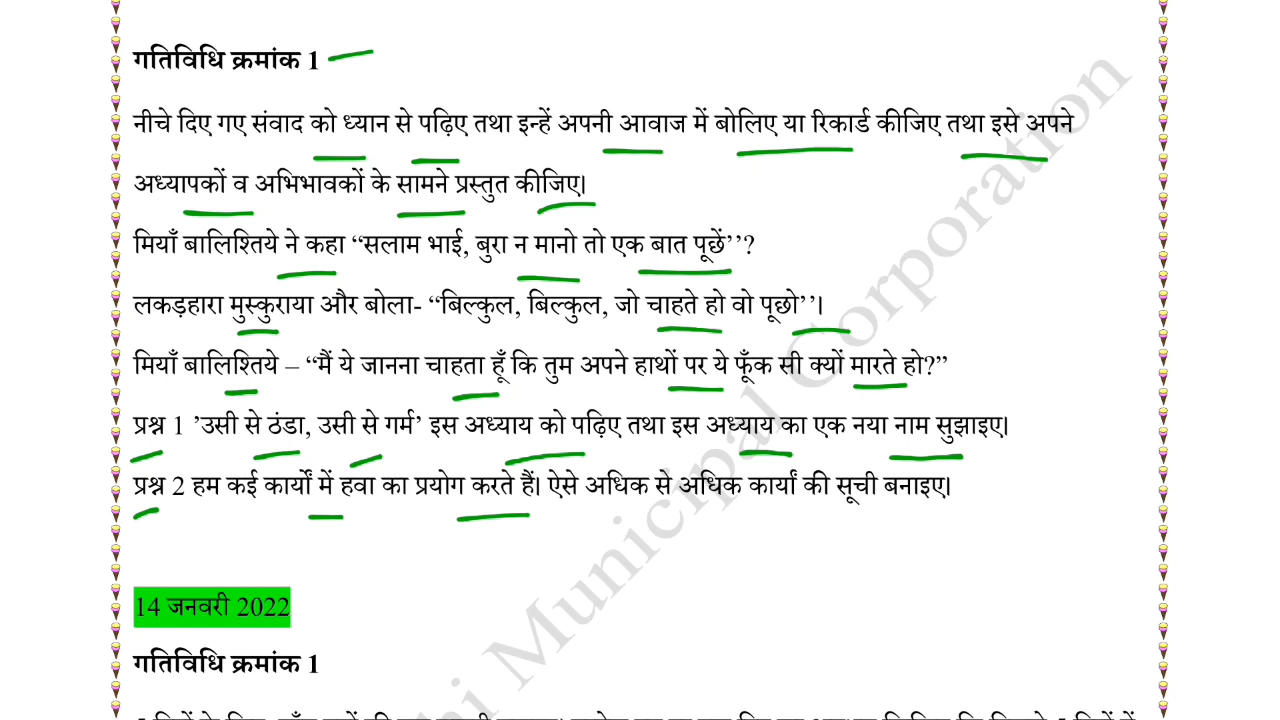 गतिविधि क्रमांक 1
नीचे दिए गए संवाद को ध्यान से पढ़िए तथा इन्हें अपनी आवाज में बोलिए या रिकार्ड कीजिए तथा इसे अपने
अध्यापकों व अभिभावकों के सामने प्रस्तुत कीजिए।
मियाँ बालिश्तिये ने कहा “सलाम भाई, बुरा न मानो तो एक बात पूछें’’?
लकड़हारा मुस्कुराया और बोला- “बिल्कुल, बिल्कुल, जो चाहते हो वो पूछो’’।
मियाँ बालिश्तिये – “मैं ये जानना चाहता हूँ कि तुम अपने हाथों पर ये फूँक सी क्यों मारते हो?”
प्रश्न 1 ’उसी से ठंडा, उसी से गर्म’ इस अध्याय को पढ़िए तथा इस अध्याय का एक नया नाम सुझाइए।
प्रश्न 2 हम कई कार्यों में हवा का प्रयोग करते हैं। ऐसे अधिक से अधिक कार्यां की सूची बनाइए।
14 जनवरी 2022
गतिविधि क्रमांक 1
hi Municipal Corporation